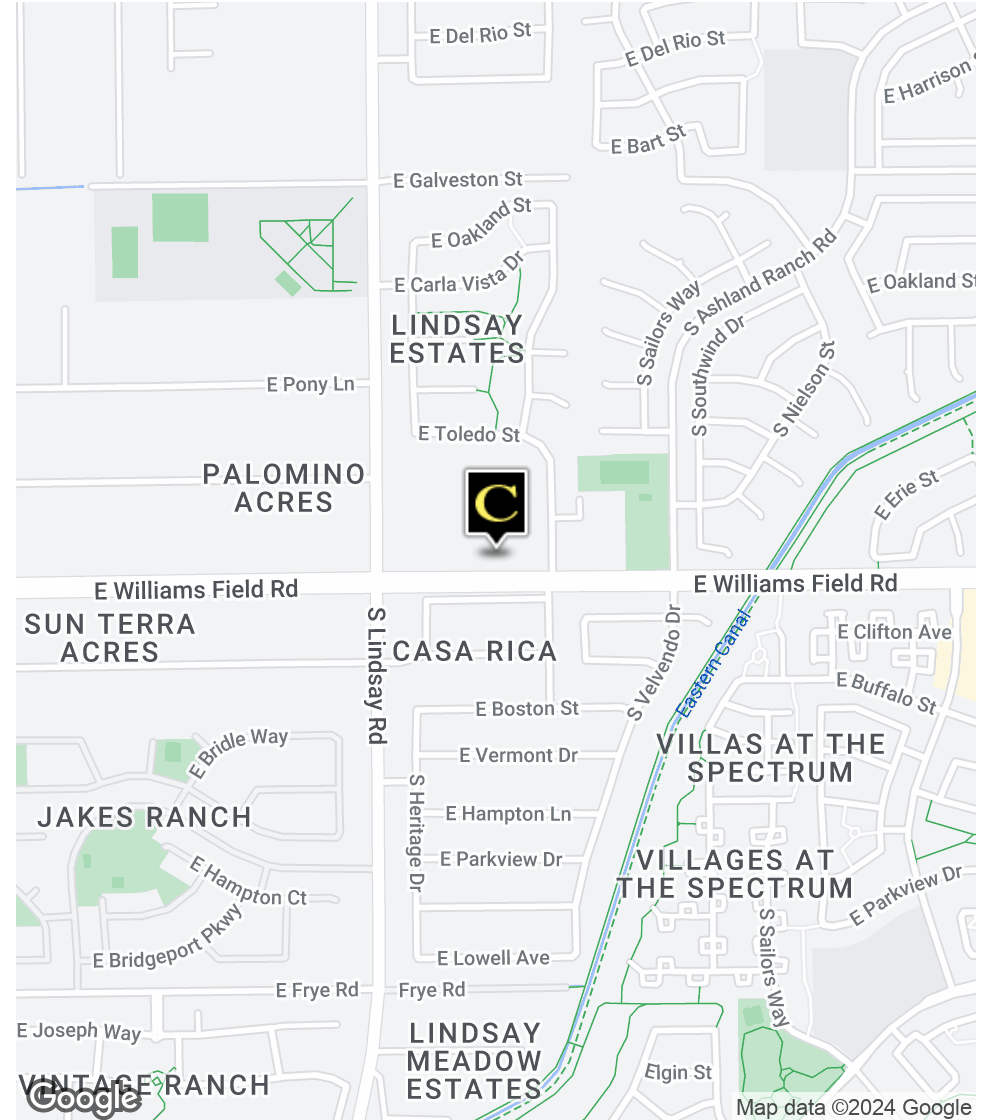 E Del Rio St
E Del Rio St
E Harrison S
E Bart St
E Galveston St
E Oakland St
E Carla Vista Dr
S Ashland Ranch Rd
E Oakland St
S Sailors Way
LINDSAY
ESTATES
S Southwind Dr
S Nielson St
E Pony Ln
E Toledo St
PALOMINO
ACRES
C
E Erie St
E Williams Field Rd
E Williams Field Rd
SUN TERRA
ACRES
S Lindsay Rd
CASA RICA
S Velvendo Dr
Eastern Canal
E Clifton Ave
E Buffalo St
E Boston St
E Bridle Way
E Vermont Dr
VILLAS AT THE
SPECTRUM
JAKES RANCH
S Heritage Dr
E Hampton Ln
E Parkview Dr
VILLAGES AT
THE SPECTRUM
E Parkview Dr
E Hampton Ct
E Bridgeport Pkwy
S Sailors Way
E Lowell Ave
E Frye Rd
Frye Rd
E Joseph Way
LINDSAY
MEADOW
ESTATES
Elgin St
VINTAGE RANCH
Google
Map data ©2024 Google